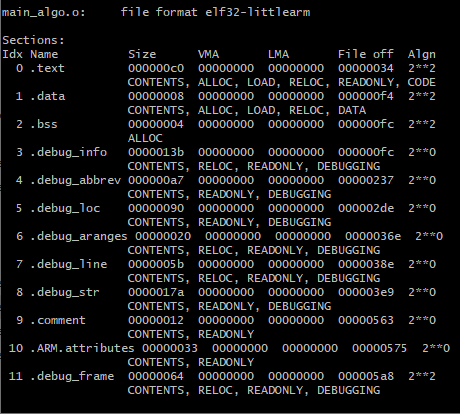 main_algo.o:     file format elf32-littlearm
Sections:
Idx Name          Size      VMA       LMA       File off  Algn
  0 .text         000000c0  00000000  00000000  00000034  2**2
                  CONTENTS, ALLOC, LOAD, RELOC, READONLY, CODE
  1 .data         00000008  00000000  00000000  000000f4  2**2
                  CONTENTS, ALLOC, LOAD, RELOC, DATA
  2 .bss          00000004  00000000  00000000  000000fc  2**2
                  ALLOC
  3 .debug_info   0000013b  00000000  00000000  000000fc  2**0
                  CONTENTS, RELOC, READONLY, DEBUGGING
  4 .debug_abbrev 000000a7  00000000  00000000  00000237  2**0
                  CONTENTS, READONLY, DEBUGGING
  5 .debug_loc    00000090  00000000  00000000  000002de  2**0
                  CONTENTS, READONLY, DEBUGGING
  6 .debug_aranges 00000020  00000000  00000000  0000036e  2**0
                  CONTENTS, RELOC, READONLY, DEBUGGING
  7 .debug_line   0000005b  00000000  00000000  0000038e  2**0
                  CONTENTS, RELOC, READONLY, DEBUGGING
  8 .debug_str    0000017a  00000000  00000000  000003e9  2**0
                  CONTENTS, READONLY, DEBUGGING
  9 .comment      00000012  00000000  00000000  00000563  2**0
                  CONTENTS, READONLY
 10 .ARM.attributes 00000033  00000000  00000000  00000575  2**0
                  CONTENTS, READONLY
 11 .debug_frame  00000064  00000000  00000000  000005a8  2**2
                  CONTENTS, RELOC, READONLY, DEBUGGING